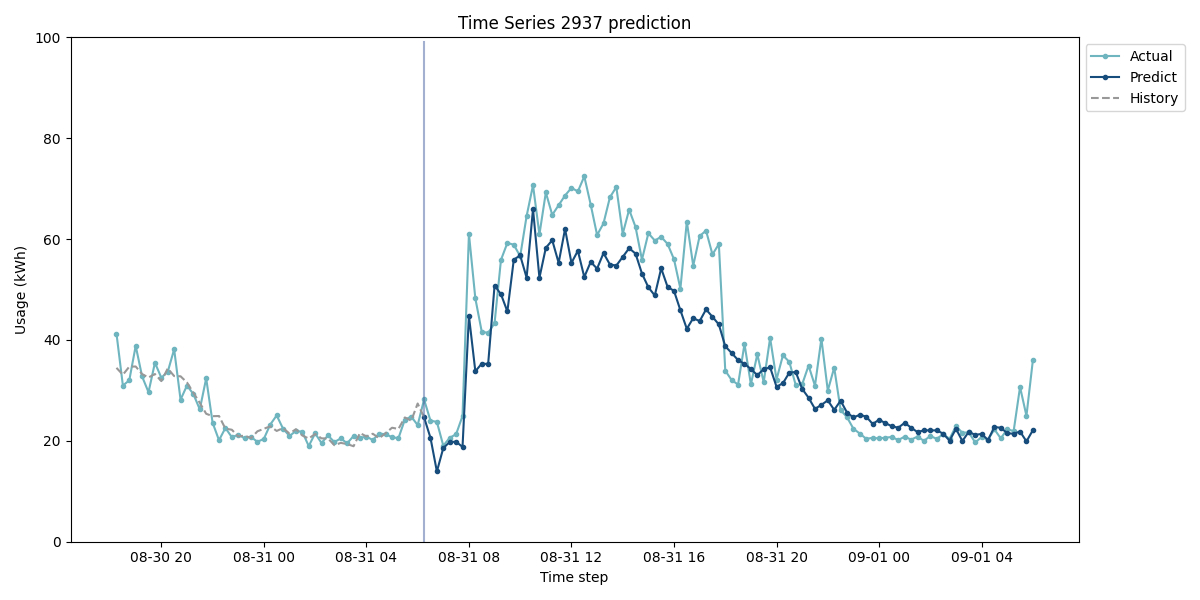 Time Series 2937 prediction
100
80
60
40
20
0
Usage (kWh)
08-30 20
08-31 00
08-31 04
08-31 08
08-31 12
08-31 16
08-31 20
09-01 00
09-01 04
Time step
Actual
Predict
History